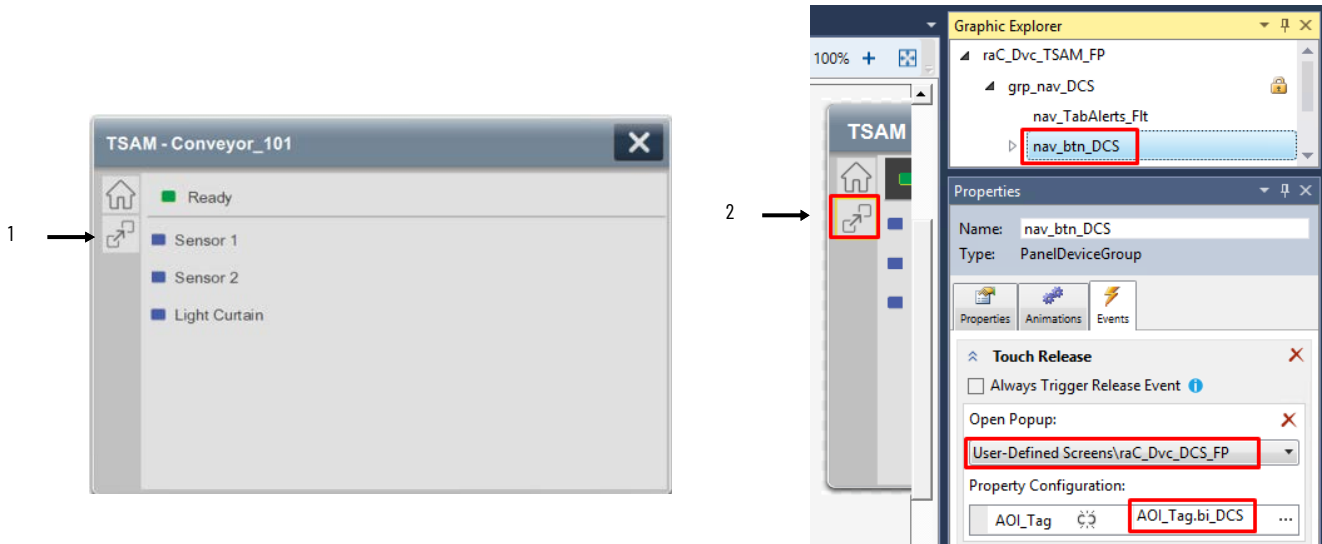 TSAM - Conveyor_101
Ready
Sensor 1
Sensor 2
Light Curtain
1
2
100%
TSAM
Graphic Explorer
raC_Dvc_TSAM_FP
grp_nav_DCS
nav_TabAlerts_Flt
nav_btn_DCS
Properties
Name: nav_btn_DCS
Type: PanelDeviceGroup
Properties Animations Events
Touch Release
Always Trigger Release Event
Open Popup:
User-Defined Screens\raC_Dvc_DCS_FP
Property Configuration:
AOI_Tag AOI_Tag.bi_DCS ...